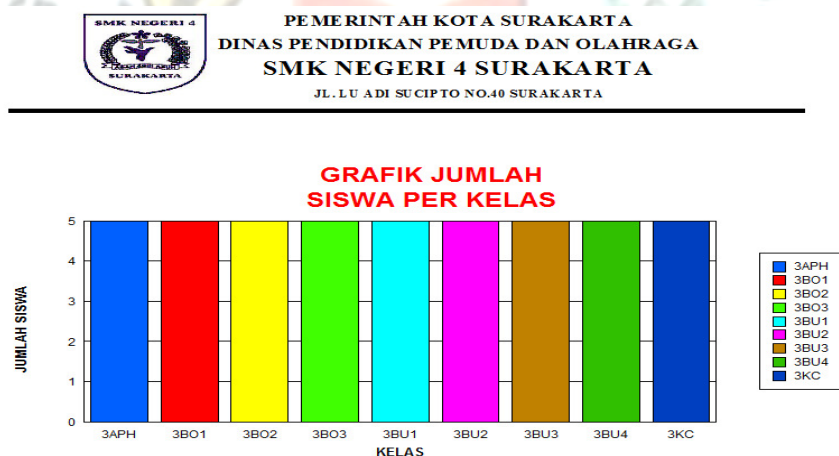 SMK NEGERI 4
SURAKARTA
PEMERINTAH KOTA SURAKARTA
DINAS PENDIDIKAN PEMUDA DAN OLAHRAGA
SMK NEGERI 4 SURAKARTA
JL. LU ADI SUCIPTO NO.40 SURAKARTA
GRAFIK JUMLAH
SISWA PER KELAS
JUMLAH SISWA
5
4
3
2
1
0
3APH 3BO1 3BO2 3BO3 3BU1 3BU2 3BU3 3BU4 3KC
KELAS
3APH
3BO1
3BO2
3BO3
3BU1
3BU2
3BU3
3BU4
3KC